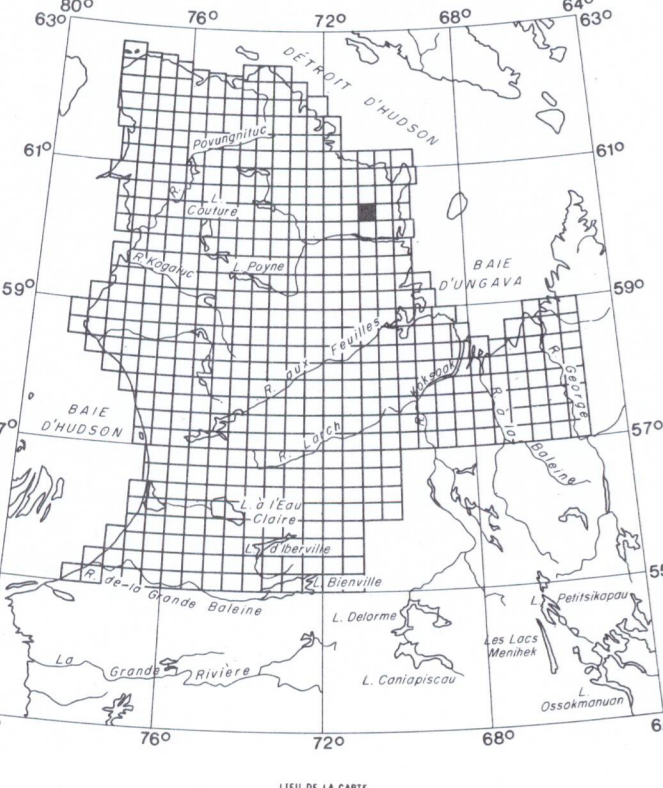 80° 76° 72° 68° 64°
63° 63°
DÉTROIT D'HUDSON
Povungnituc
R.
61° 61°
L.
Couture
R. Kogaluc
L. Payne
BAIE
D'UNGAVA
59° 59°
R. aux Feuilles
Koksoak
R. George
R. à la Baleine
BAIE
D'HUDSON
57°
R. Larch
L. à l'Eau
Claire
L. d'Iberville
L. Bienville
R. de-la Grande Baleine
L. Delorme
L. Petitsikapau
Les Lacs
Menihek
La Grande Rivière
L. Caniapiscau
L.
Ossokmanuan
76° 72° 68°
LIEU DE LA CARTE